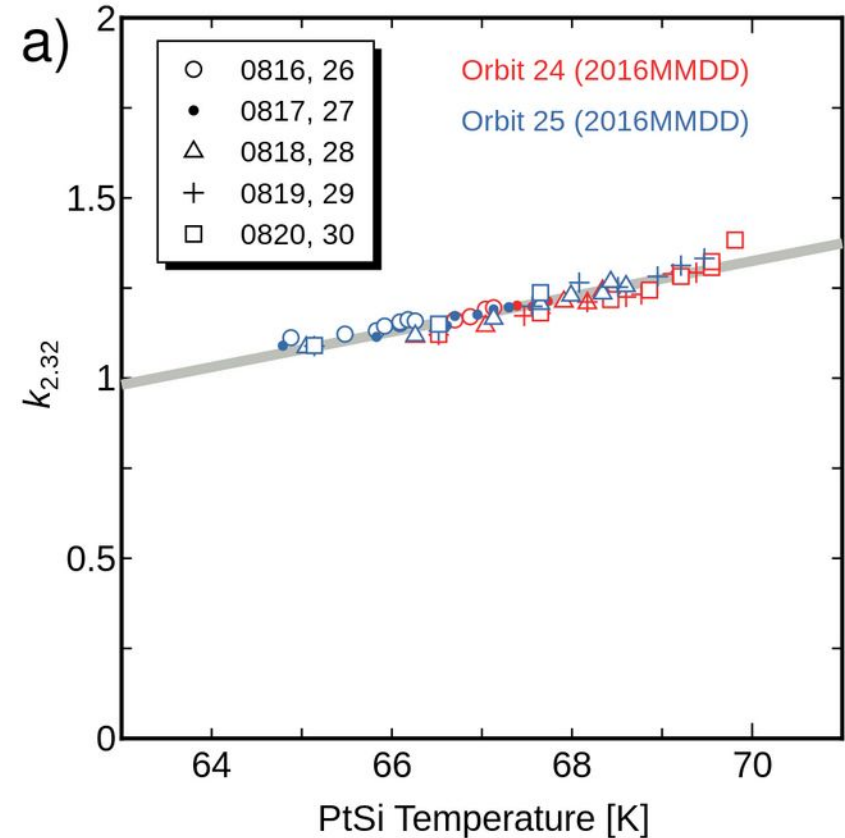 a)
2
1.5
1
0.5
0
k2.32
0816, 26
0817, 27
0818, 28
0819, 29
0820, 30
Orbit 24 (2016MMDD)
Orbit 25 (2016MMDD)
64 66 68 70
PtSi Temperature [K]